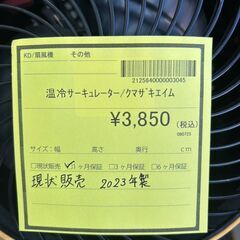 KD/扇風機 その他
2125640000003045
温冷サーキュレーター/クマザキエイム
¥3,850 (税込)
080723
サイズ:幅 高さ 奥行 cm
□現状販売 ☑1ヶ月保証 □3ヶ月保証 □6ヶ月保証
現状販売 2023年製